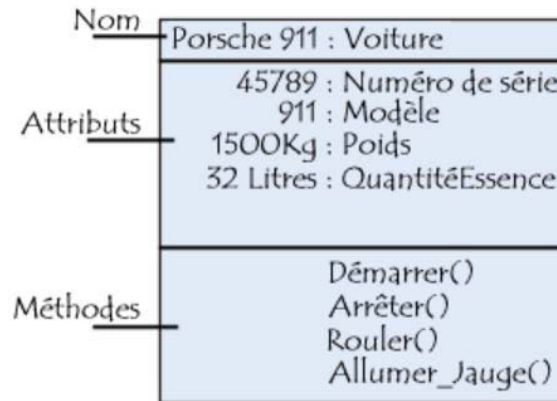 Nom
Porsche 911 : Voiture
Attributs
45789 : Numéro de série
911 : Modèle
1500Kg : Poids
32 Litres : QuantitéEssence
Méthodes
Démarrer()
Arrêter()
Rouler()
Allumer_Jauge()